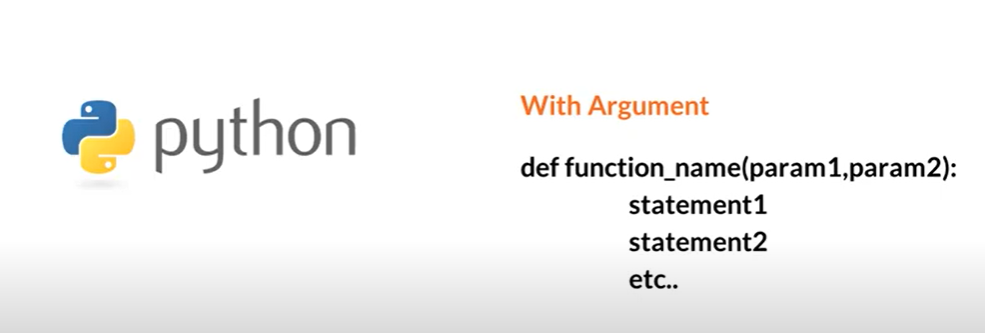 python
With Argument
def function_name(param1,param2):
statement1
statement2
etc..